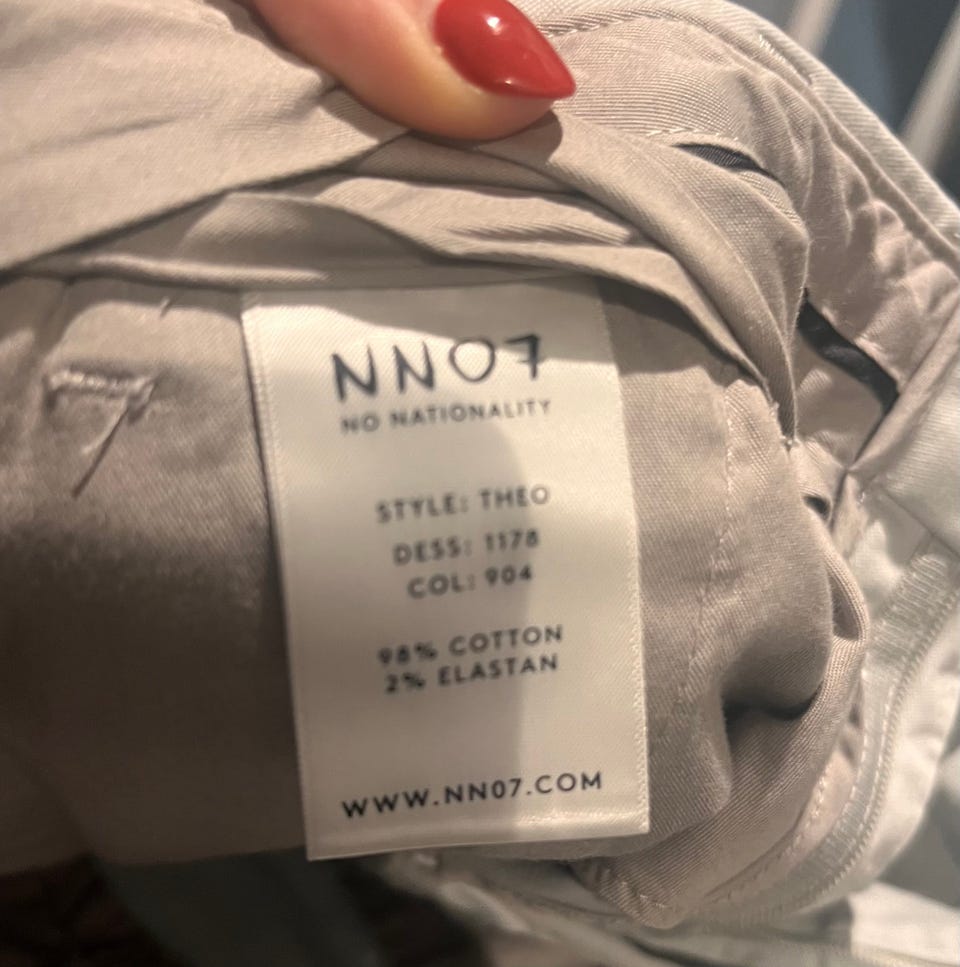 NN07
NO NATIONALITY
STYLE: THEO
DESS: 1178
COL: 904
98% COTTON
2% ELASTAN
WWW.NN07.COM